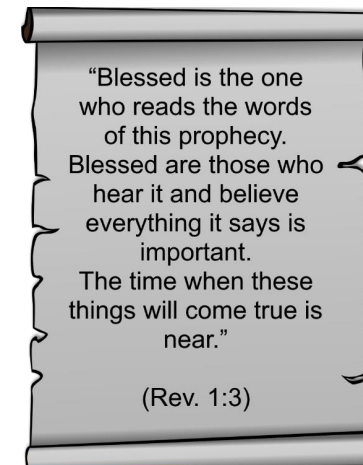 “Blessed is the one
who reads the words
of this prophecy.
Blessed are those who
hear it and believe
everything it says is
important.
The time when these
things will come true is
near.”
(Rev. 1:3)